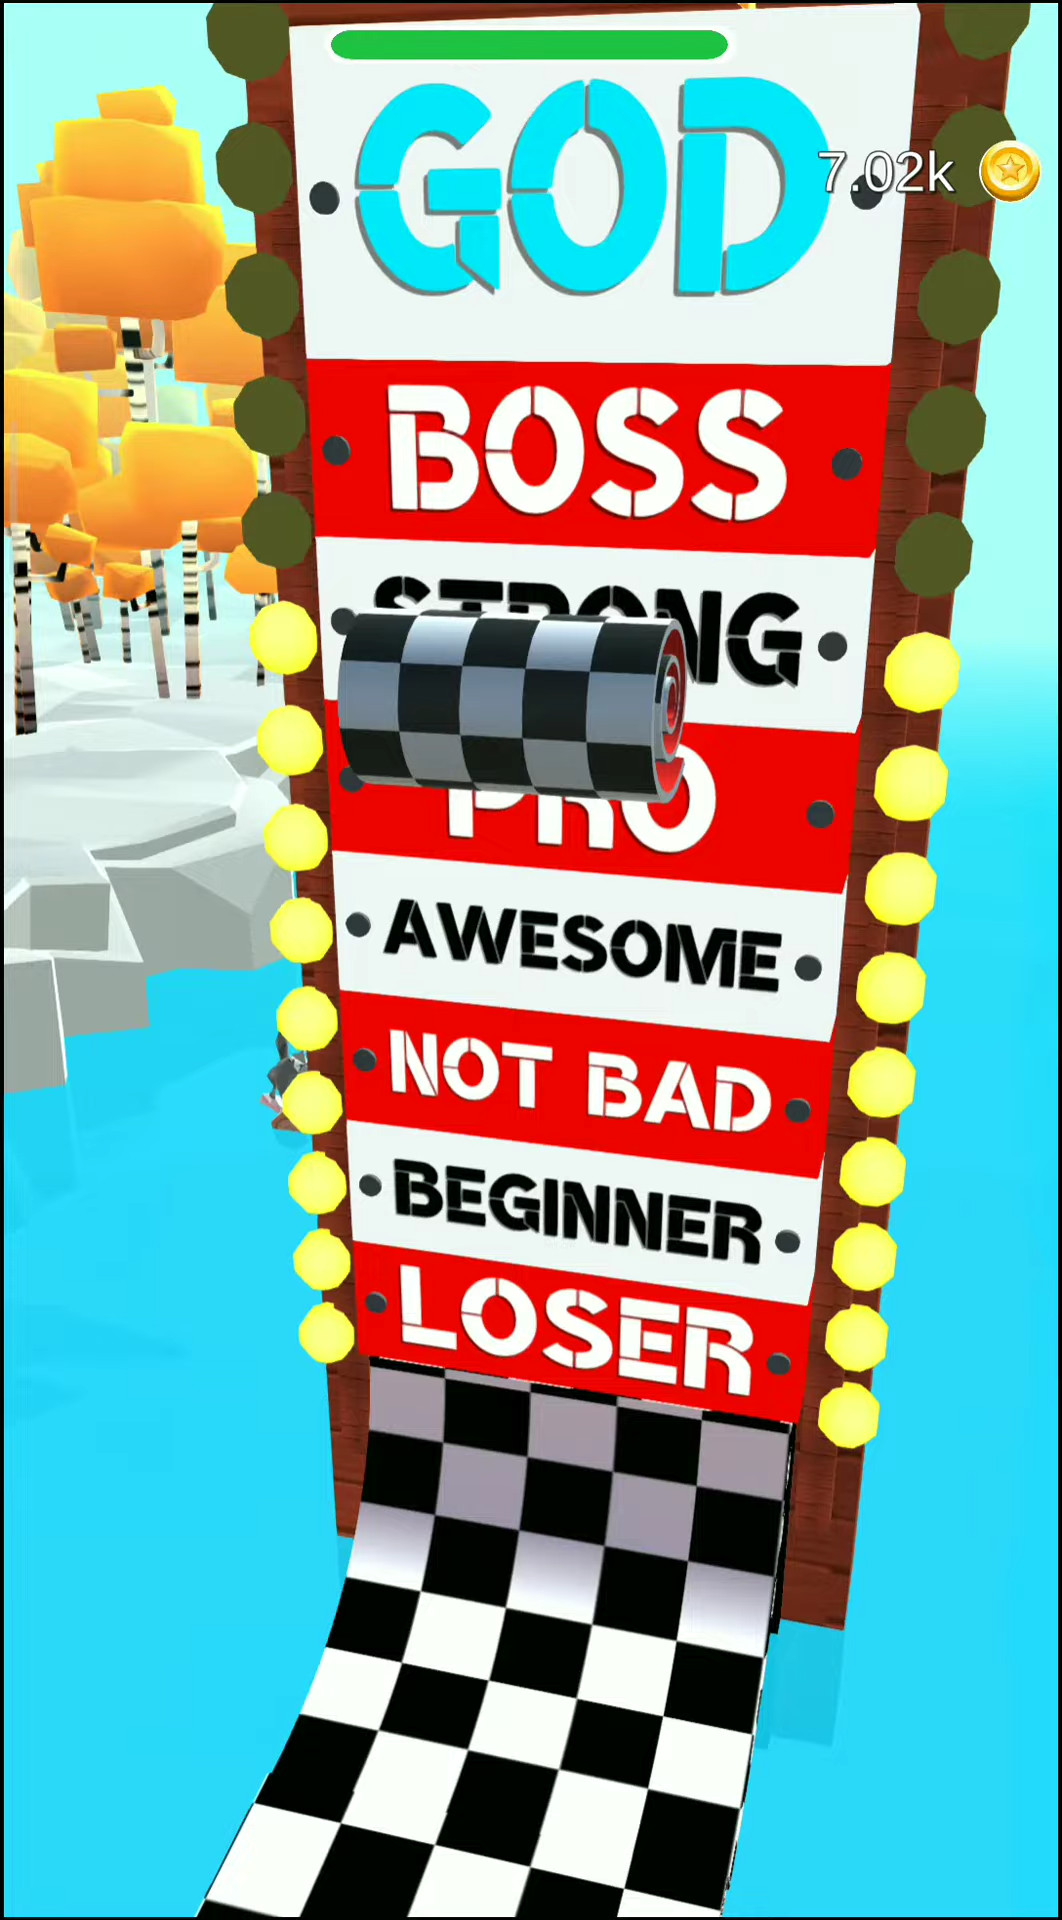 GOD
7.02k
BOSS
STRONG
PRO
AWESOME
NOT BAD
BEGINNER
LOSER